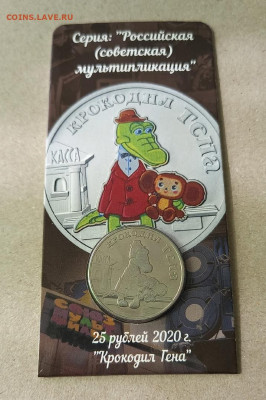 COINS.LAVE.RU
Серия: "Российская
(советская)
мультипликация"
КРОКОДИЛ ГЕНА
КАССА
25 рублей 2020 г.
"Крокодил Гена"